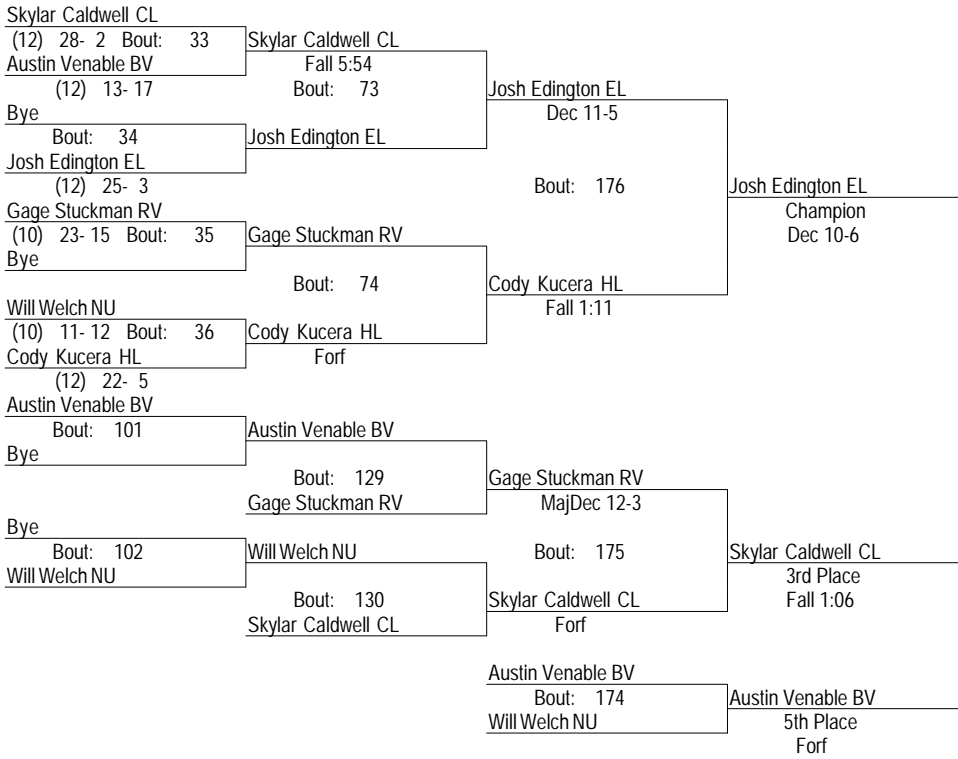 Skylar Caldwell CL
(12) 28- 2 Bout: 33 Skylar Caldwell CL
Austin Venable BV Fall 5:54
(12) 13- 17 Bout: 73 Josh Edington EL
Bye Dec 11-5
Bout: 34 Josh Edington EL
Josh Edington EL
(12) 25- 3 Bout: 176 Josh Edington EL
Gage Stuckman RV Champion
(10) 23- 15 Bout: 35 Gage Stuckman RV Dec 10-6
Bye
Bout: 74 Cody Kucera HL
Will Welch NU Fall 1:11
(10) 11- 12 Bout: 36 Cody Kucera HL
Cody Kucera HL Forf
(12) 22- 5
Austin Venable BV
Bout: 101 Austin Venable BV
Bye
Bout: 129 Gage Stuckman RV
Gage Stuckman RV MajDec 12-3
Bye
Bout: 102 Will Welch NU Bout: 175 Skylar Caldwell CL
Will Welch NU 3rd Place
Bout: 130 Skylar Caldwell CL Fall 1:06
Skylar Caldwell CL Forf
Austin Venable BV
Bout: 174 Austin Venable BV
Will Welch NU 5th Place
Forf